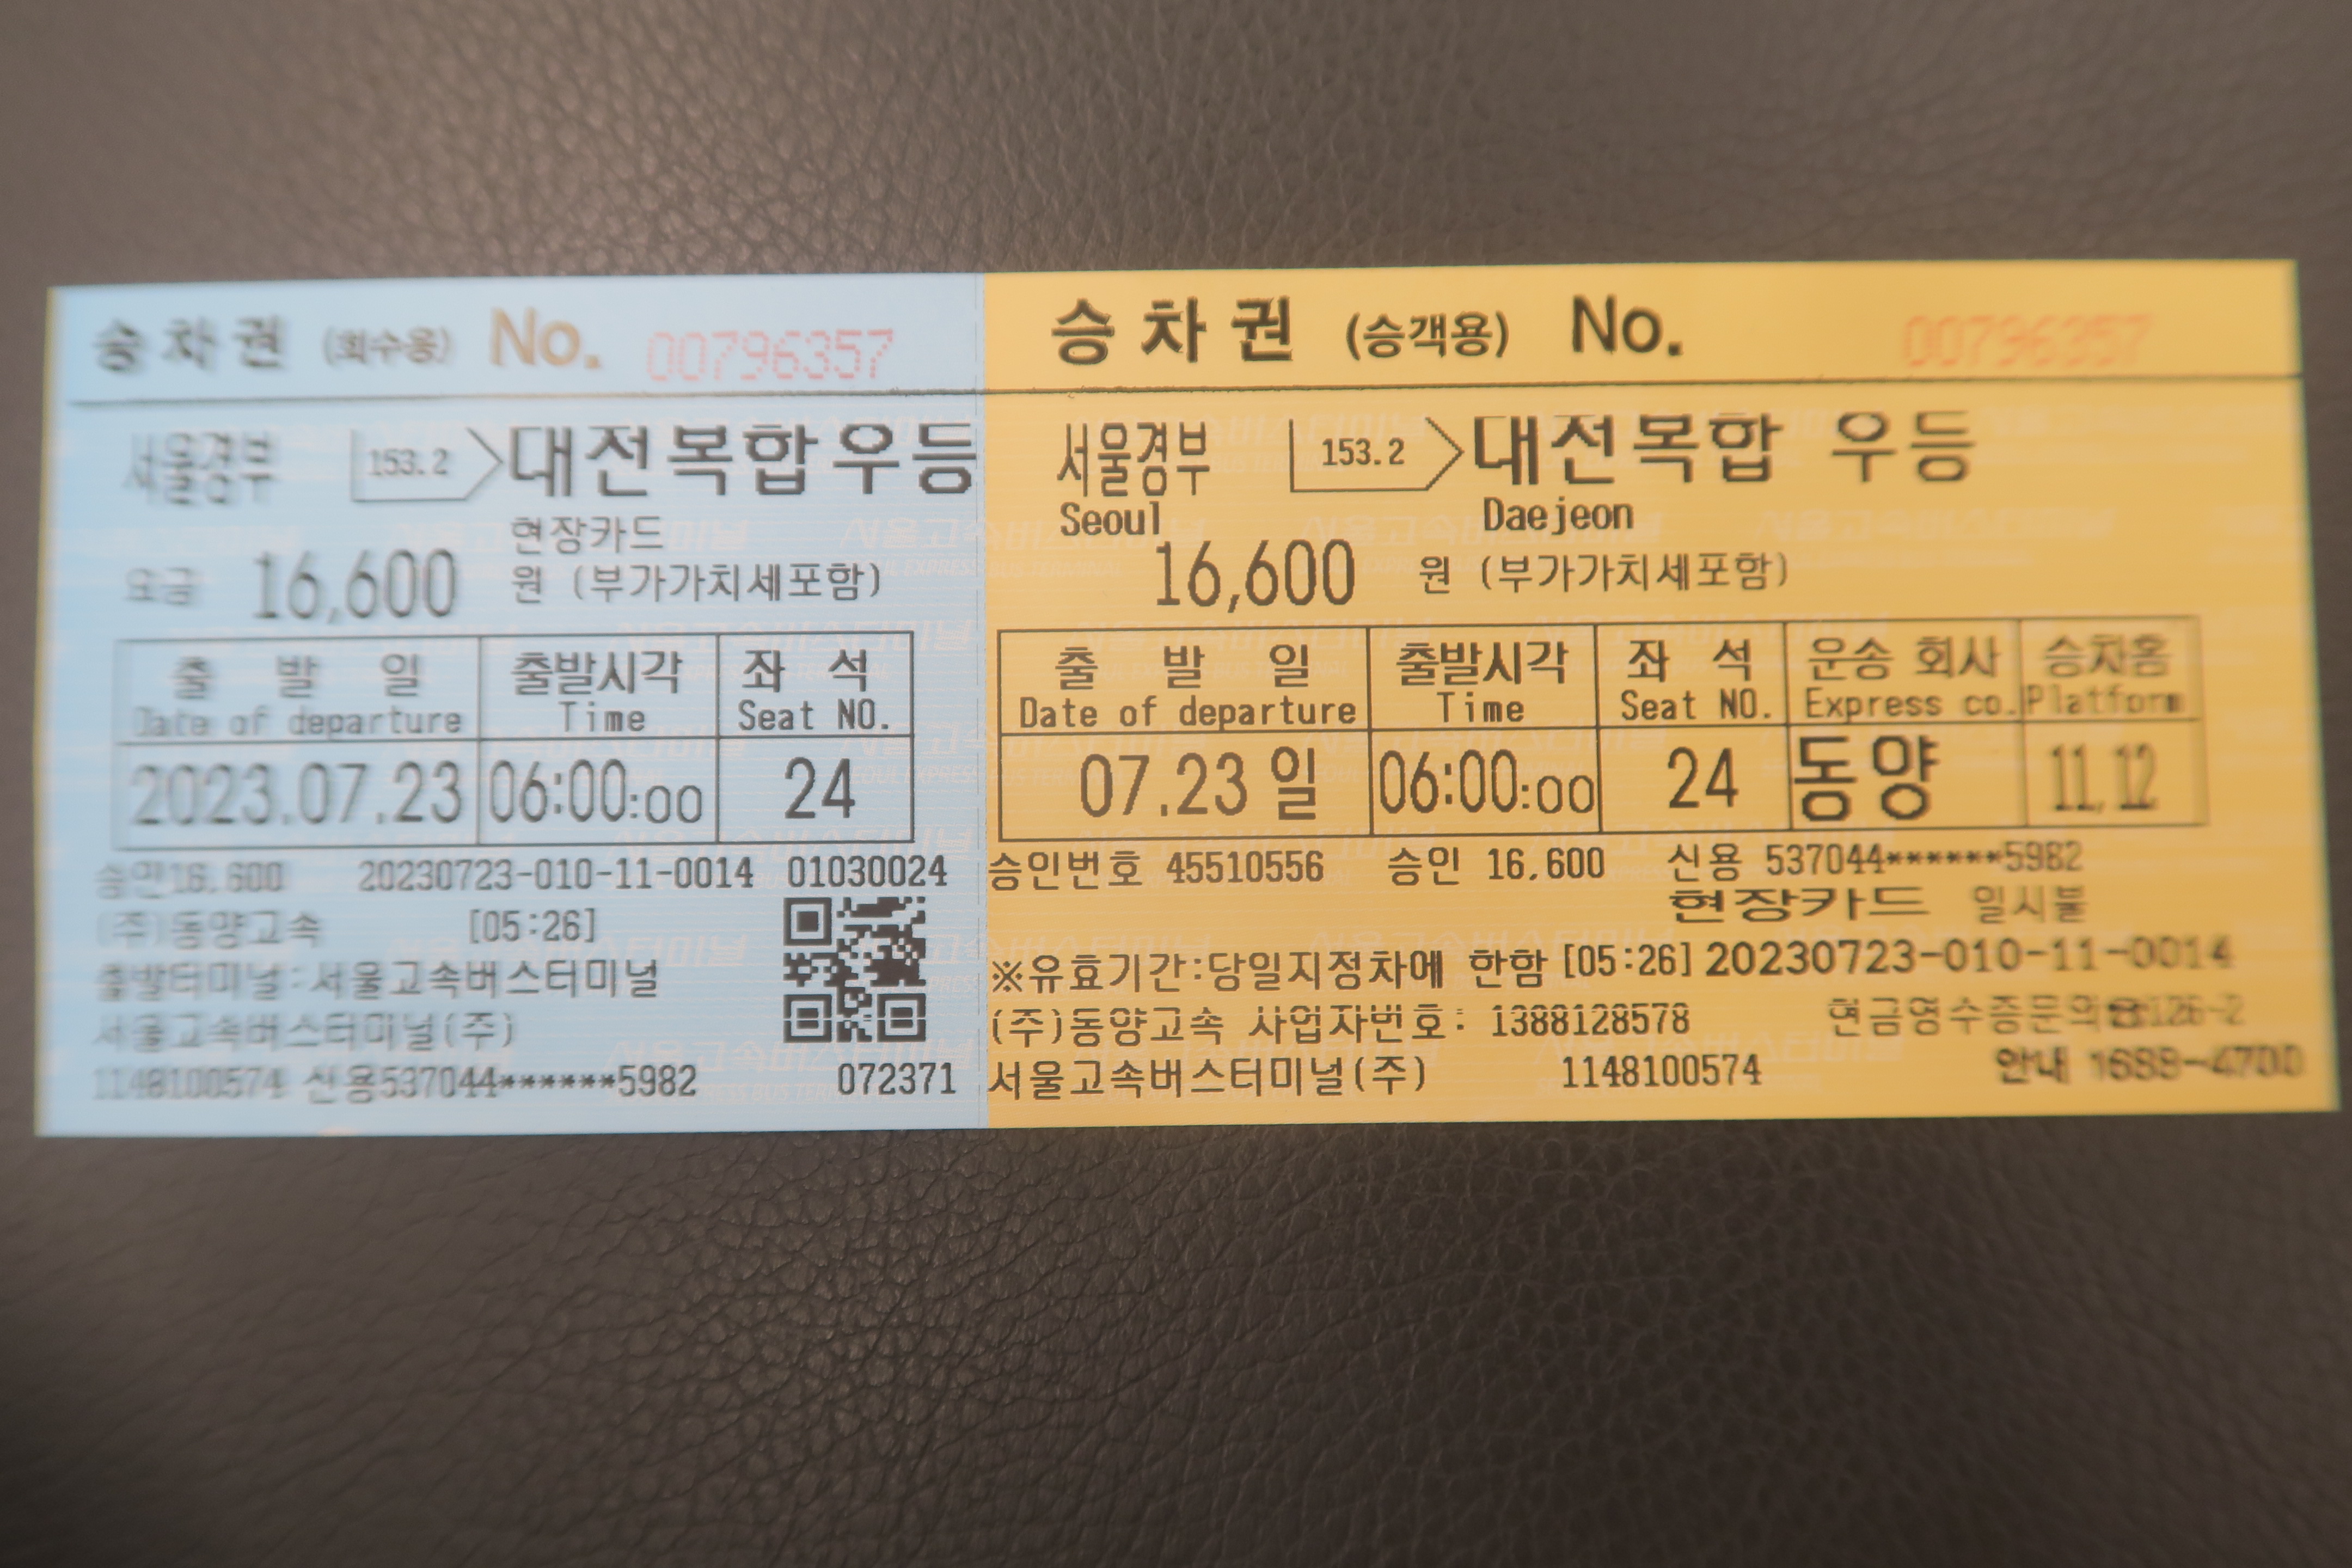 승차권 (회수용) No. 00796357
서울경부 153.2 대전복합 우등
현장카드
요금 16,600 원 (부가가치세포함)
출 발 일 출발시각 좌 석
Date of departure Time Seat NO.
2023.07.23 06:00:00 24
승인16.600 20230723-010-11-0014 01030024
(주)동양고속 [05:26]
출발터미널:서울고속버스터미널
서울고속버스터미널(주)
1148100574 신용537044******5982 072371
승차권 (승객용) No. 00796357
서울경부 153.2 대전복합 우등
Seoul Daejeon
16,600 원 (부가가치세포함)
출 발 일 출발시각 좌 석 운송 회사 승차홈
Date of departure Time Seat NO. Express co. Platform
07.23 일 06:00:00 24 동양 11,12
승인번호 45510556 승인 16.600 신용 537044******5982
현장카드 일시불
※유효기간:당일지정차에 한함 [05:26] 20230723-010-11-0014
(주)동양고속 사업자번호: 1388128578 현금영수증문의☎126-2
서울고속버스터미널(주) 1148100574 안내 1688-4700